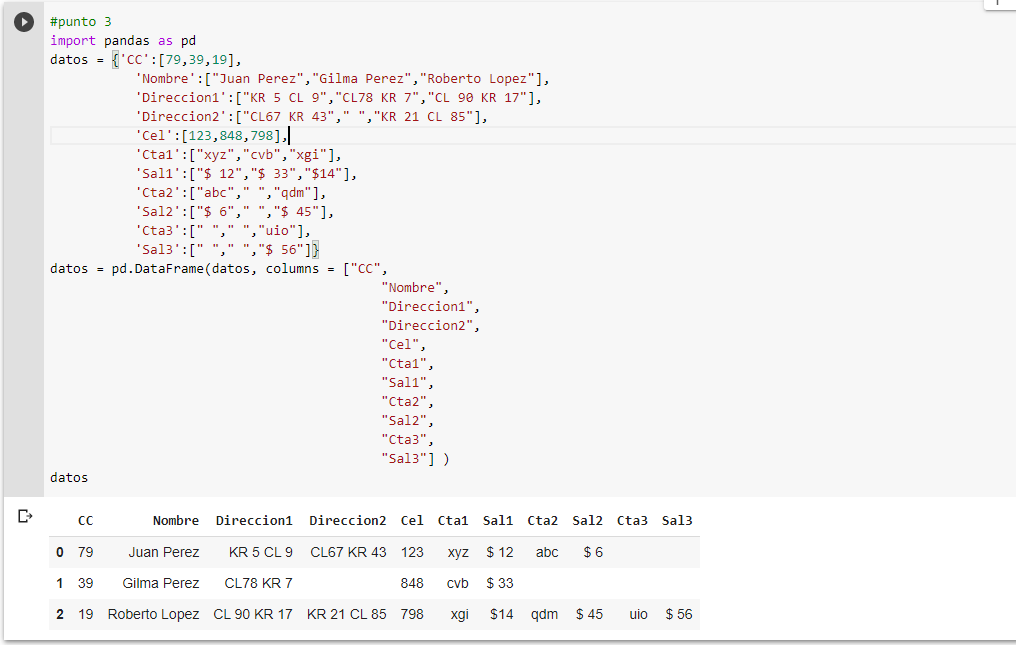 #punto 3
import pandas as pd
datos = {'CC':[79,39,19],
'Nombre':["Juan Perez","Gilma Perez","Roberto Lopez"],
'Direccion1':["KR 5 CL 9","CL78 KR 7","CL 90 KR 17"],
'Direccion2':["CL67 KR 43"," ","KR 21 CL 85"],
'Cel':[123,848,798],
'Cta1':["xyz","cvb","xgi"],
'Sal1':["$ 12","$ 33","$14"],
'Cta2':["abc"," ","qdm"],
'Sal2':["$ 6"," ","$ 45"],
'Cta3':[" "," ","uio"],
'Sal3':[" "," ","$ 56"]}
datos = pd.DataFrame(datos, columns = ["CC",
"Nombre",
"Direccion1",
"Direccion2",
"Cel",
"Cta1",
"Sal1",
"Cta2",
"Sal2",
"Cta3",
"Sal3"] )
datos
CC Nombre Direccion1 Direccion2 Cel Cta1 Sal1 Cta2 Sal2 Cta3 Sal3
0 79 Juan Perez KR 5 CL 9 CL67 KR 43 123 xyz $ 12 abc $ 6
1 39 Gilma Perez CL78 KR 7 848 cvb $ 33
2 19 Roberto Lopez CL 90 KR 17 KR 21 CL 85 798 xgi $14 qdm $ 45 uio $ 56